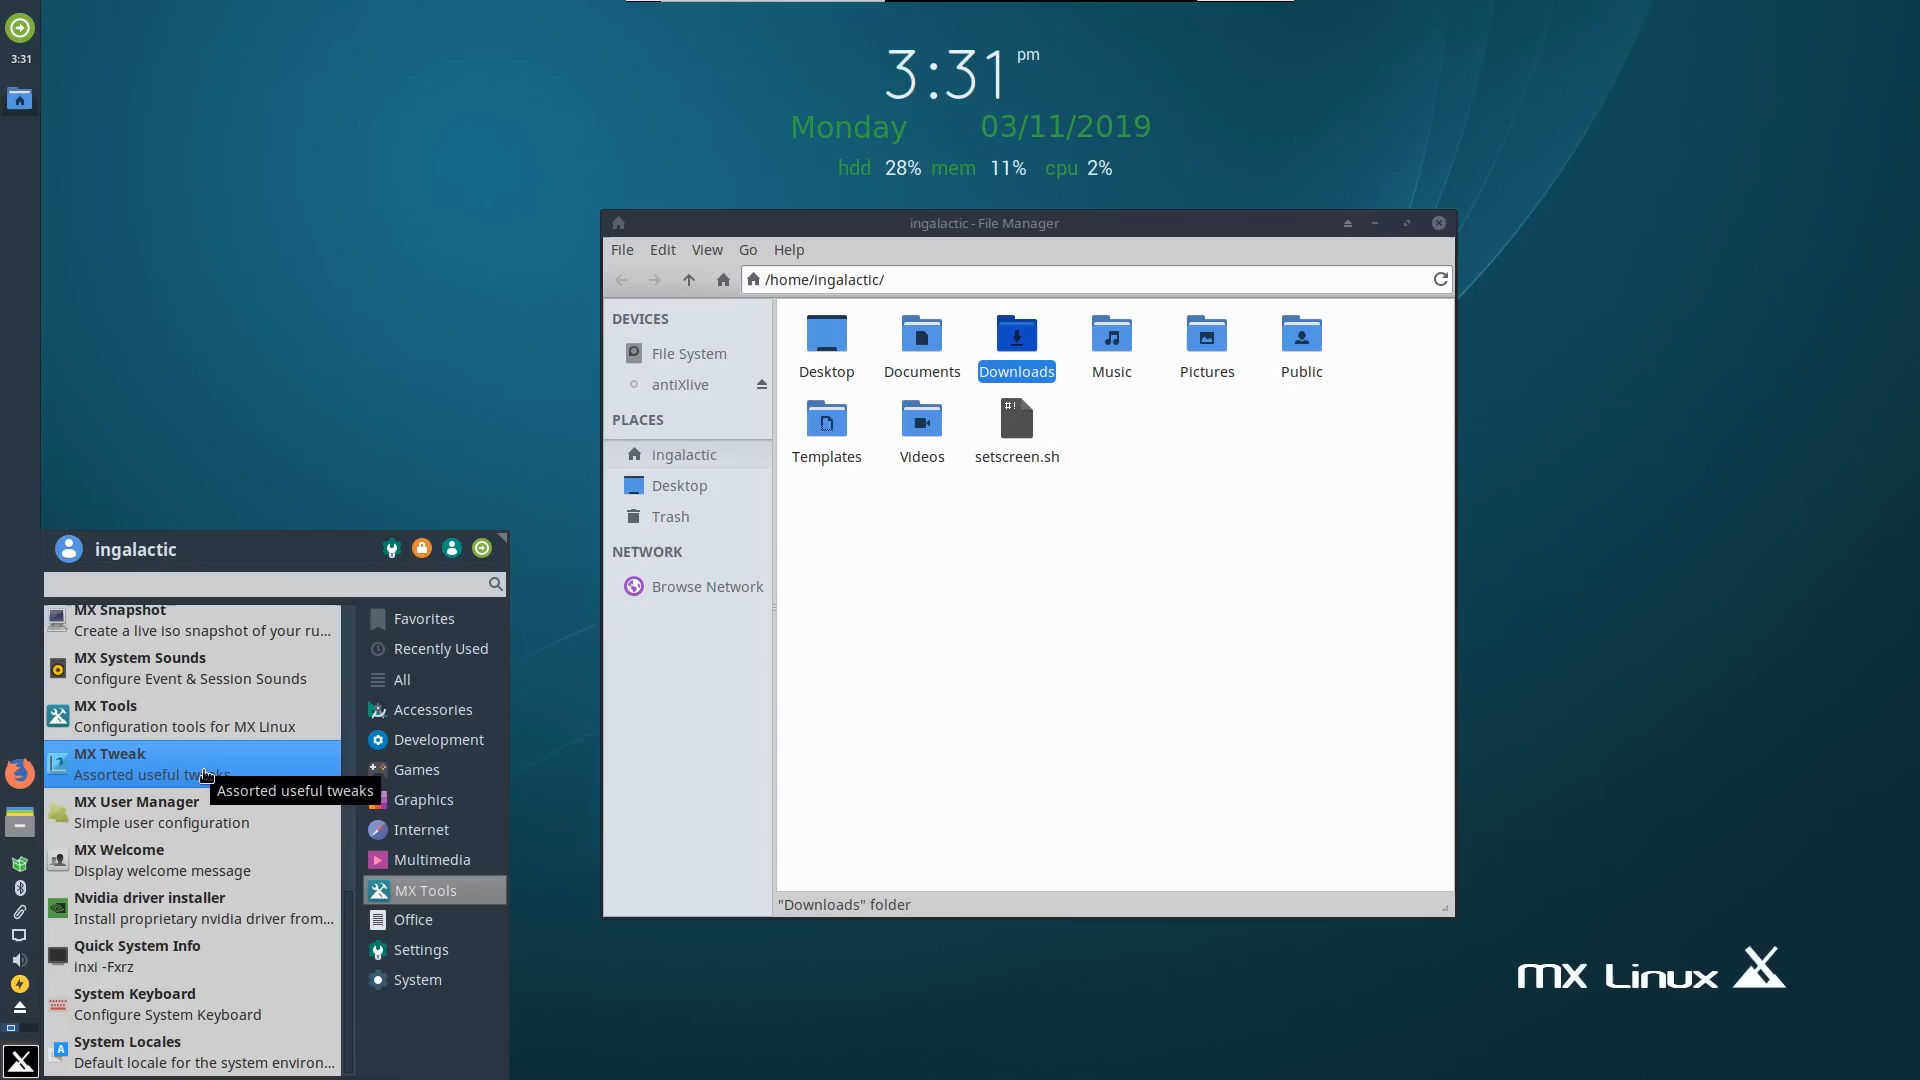 3:31
3:31 pm
Monday 03/11/2019
hdd 28% mem 11% cpu 2%
ingalactic - File Manager
File Edit View Go Help
/home/ingalactic/
DEVICES
File System
antiXlive
PLACES
ingalactic
Desktop
Trash
NETWORK
Browse Network
Desktop Documents Downloads Music Pictures Public
#!
Templates Videos setscreen.sh
"Downloads" folder
ingalactic
MX Snapshot
Create a live iso snapshot of your ru...
MX System Sounds
Configure Event & Session Sounds
MX Tools
Configuration tools for MX Linux
MX Tweak
Assorted useful tweaks
Assorted useful tweaks
MX User Manager
Simple user configuration
MX Welcome
Display welcome message
Nvidia driver installer
Install proprietary nvidia driver from...
Quick System Info
inxi -Fxrz
System Keyboard
Configure System Keyboard
System Locales
Default locale for the system environ...
Favorites
Recently Used
All
Accessories
Development
Games
Graphics
Internet
Multimedia
MX Tools
Office
Settings
System
MX Linux